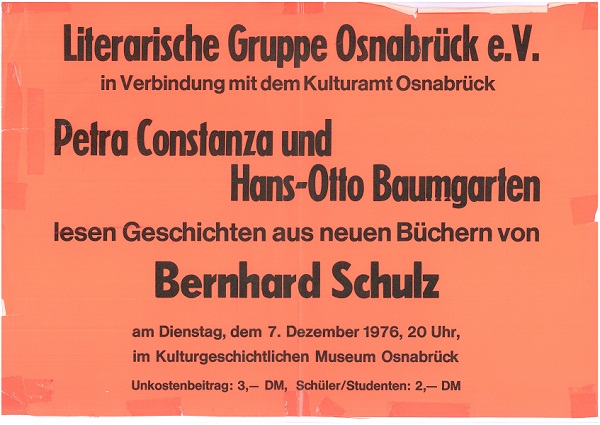 Literarische Gruppe Osnabrück e.V.
in Verbindung mit dem Kulturamt Osnabrück
Petra Constanza und
Hans-Otto Baumgarten
lesen Geschichten aus neuen Büchern von
Bernhard Schulz
am Dienstag, dem 7. Dezember 1976, 20 Uhr,
im Kulturgeschichtlichen Museum Osnabrück
Unkostenbeitrag: 3,— DM, Schüler/Studenten: 2,— DM